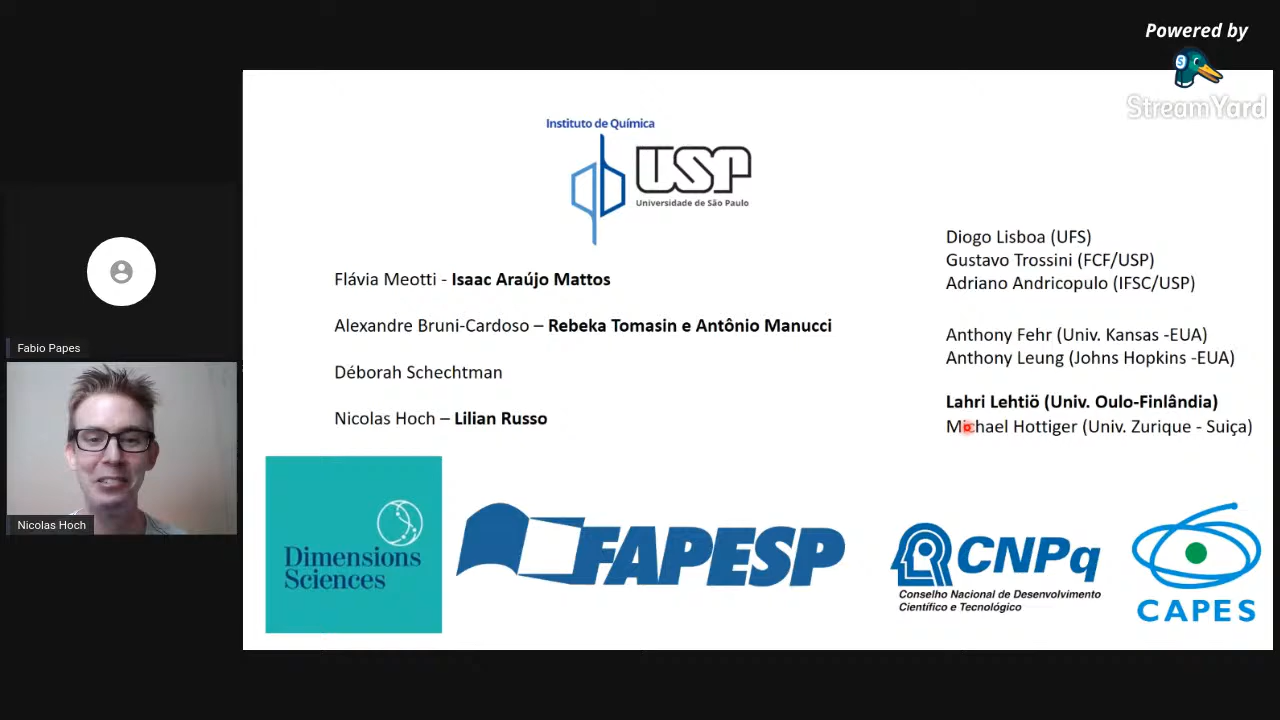 Powered by
StreamYard
Instituto de Química
USP
Universidade de São Paulo
Flávia Meotti - Isaac Araújo Mattos
Alexandre Bruni-Cardoso – Rebeka Tomasin e Antônio Manucci
Déborah Schechtman
Nicolas Hoch – Lilian Russo
Diogo Lisboa (UFS)
Gustavo Trossini (FCF/USP)
Adriano Andricopulo (IFSC/USP)
Anthony Fehr (Univ. Kansas -EUA)
Anthony Leung (Johns Hopkins -EUA)
Lahri Lehtiö (Univ. Oulo-Finlândia)
Michael Hottiger (Univ. Zurique - Suiça)
Fabio Papes
Nicolas Hoch
Dimensions
Sciences
FAPESP
CNPq
Conselho Nacional de Desenvolvimento
Científico e Tecnológico
CAPES